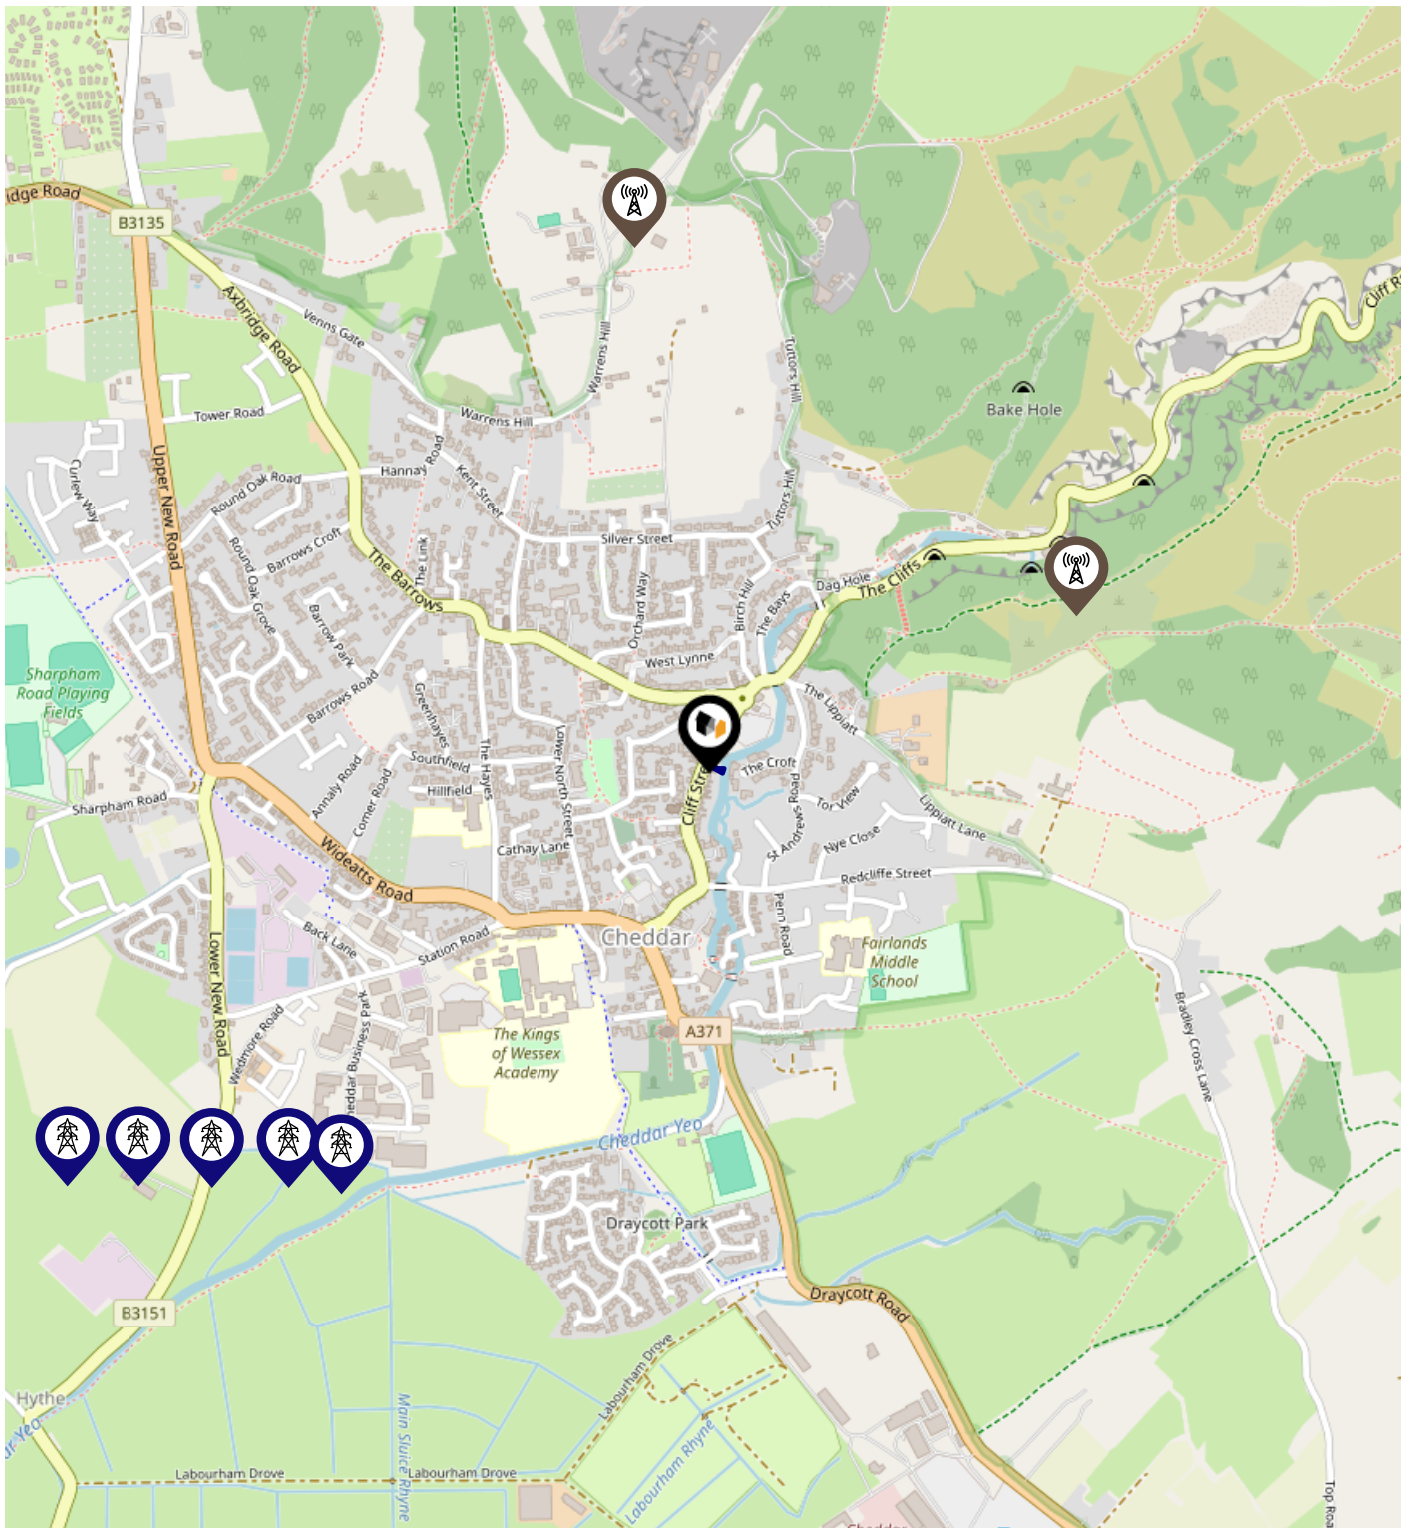 idge Road
B3135
Axbridge Road
Venns Gate
Warrens Hill
Tuttors Hill
Cliff R
Bake Hole
Tower Road
Warrens Hill
Upper New Road
Curlew Way
Round Oak Road
Hannay Road
Kent Street
Tuttors Hill
Silver Street
Barrows Croft
Round Oak Grove
The Link
The Barrows
Barrow Park
Orchard Way
Birch Hill
The Bays
Dag Hole
The Cliffs
West Lynne
Sharpham
Road Playing
Fields
Barrows Road
Greenhayes
The Lippiatt
Southfield
The Hayes
Lower North Street
Cliff Stre
The Croft
Hillfield
Annaly Road
Comer Road
Sharpham Road
St Andrews Road
Tor View
Lippiatt Lane
Nye Close
Wideatts Road
Cathay Lane
Redcliffe Street
Penn Road
Cheddar
Fairlands
Middle
School
Back Lane
Station Road
Lower New Road
Wedmore Road
heddar Business Park
The Kings
of Wessex
Academy
A371
Bradley Cross Lane
Cheddar Yeo
Draycott Park
B3151
Draycott Road
Hythe
ar Yeo
Main Sluice Rhyne
Labourham Drove
Labourham Rhyne
Labourham Drove
Labourham Drove
Top Roa
Cheddar